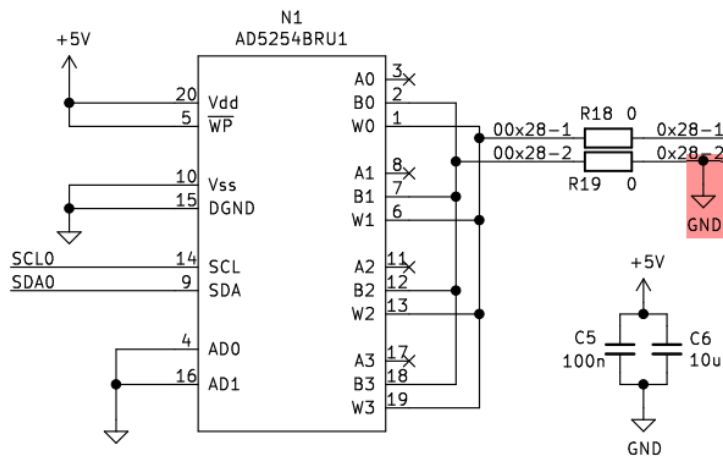 N1
AD5254BRU1
+5V
20 Vdd
5 WP
10 Vss
15 DGND
SCL0 14 SCL
SDA0 9 SDA
4 AD0
16 AD1
A0 3
B0 2
W0 1
A1 8
B1 7
W1 6
A2 11
B2 12
W2 13
A3 17
B3 18
W3 19
R18 0
00x28-1 0x28-1
00x28-2 0x28-2
R19 0
GND
+5V
C5 C6
100n 10u
GND